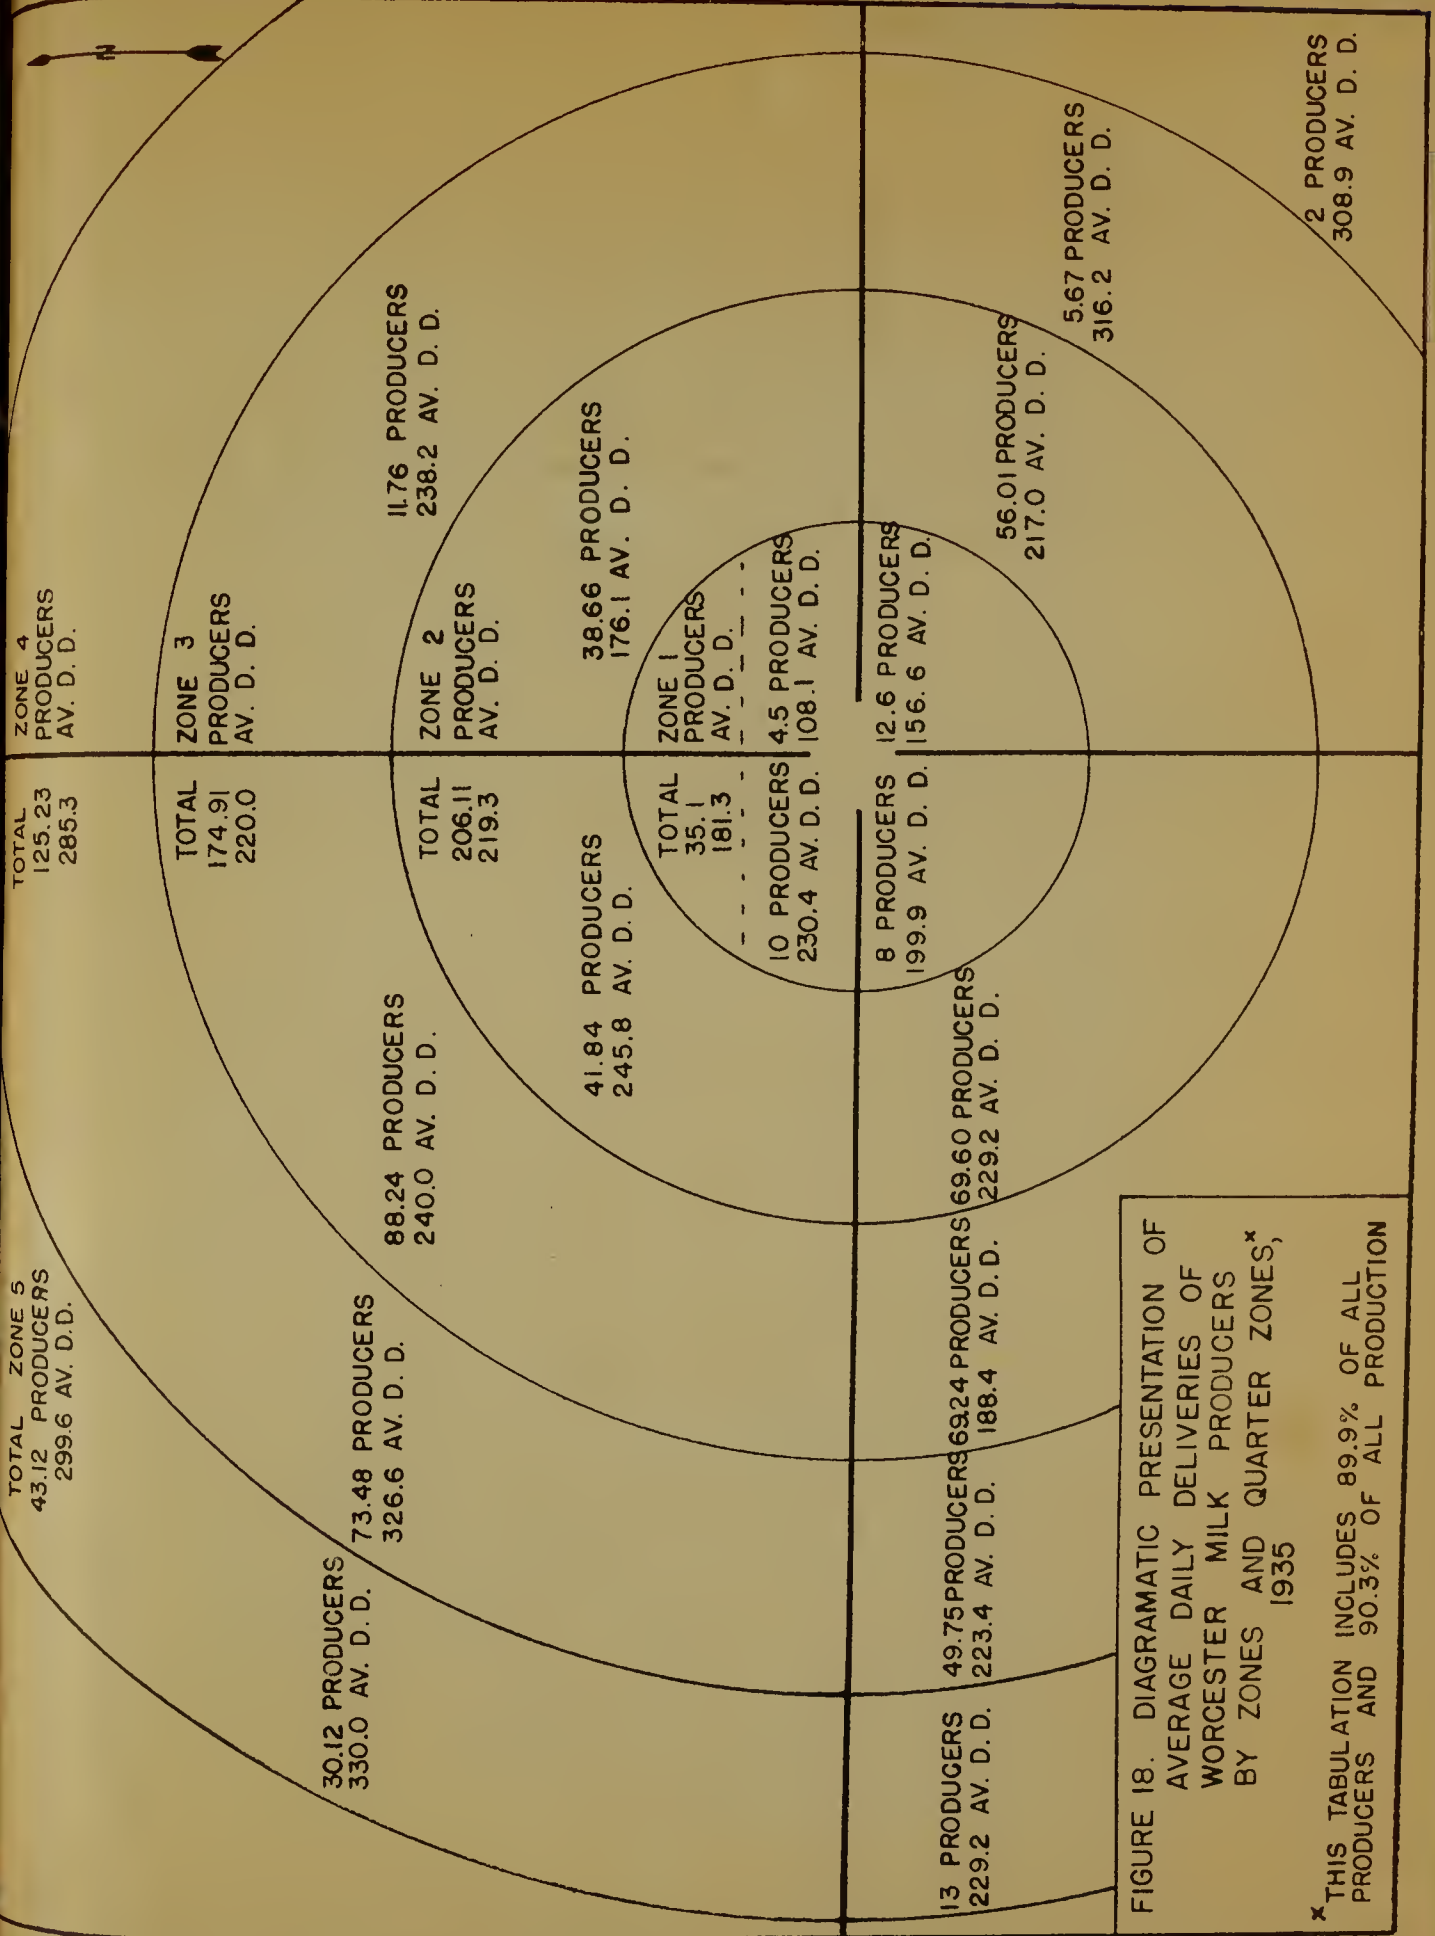 N
TOTAL ZONE 5
43.12 PRODUCERS
299.6 AV. D.D.
TOTAL ZONE 4
125.23 PRODUCERS
285.3 AV. D. D.
TOTAL ZONE 3
174.91 PRODUCERS
220.0 AV. D. D.
TOTAL ZONE 2
206.11 PRODUCERS
219.3 AV. D. D.
TOTAL ZONE 1
35.1 PRODUCERS
181.3 AV. D. D.
30.12 PRODUCERS
330.0 AV. D. D.
73.48 PRODUCERS
326.6 AV. D. D.
88.24 PRODUCERS
240.0 AV. D. D.
41.84 PRODUCERS
245.8 AV. D. D.
10 PRODUCERS
230.4 AV. D. D.
4.5 PRODUCERS
108.1 AV. D. D.
38.66 PRODUCERS
176.1 AV. D. D.
11.76 PRODUCERS
238.2 AV. D. D.
13 PRODUCERS
229.2 AV. D. D.
49.75 PRODUCERS
223.4 AV. D. D.
69.24 PRODUCERS
188.4 AV. D. D.
69.60 PRODUCERS
229.2 AV. D. D.
8 PRODUCERS
199.9 AV. D. D.
12.6 PRODUCERS
156.6 AV. D. D.
56.01 PRODUCERS
217.0 AV. D. D.
5.67 PRODUCERS
316.2 AV. D. D.
2 PRODUCERS
308.9 AV. D. D.
FIGURE 18. DIAGRAMATIC PRESENTATION OF
AVERAGE DAILY DELIVERIES OF
WORCESTER MILK PRODUCERS
BY ZONES AND QUARTER ZONES,x
1935
x THIS TABULATION INCLUDES 89.9% OF ALL
PRODUCERS AND 90.3% OF ALL PRODUCTION